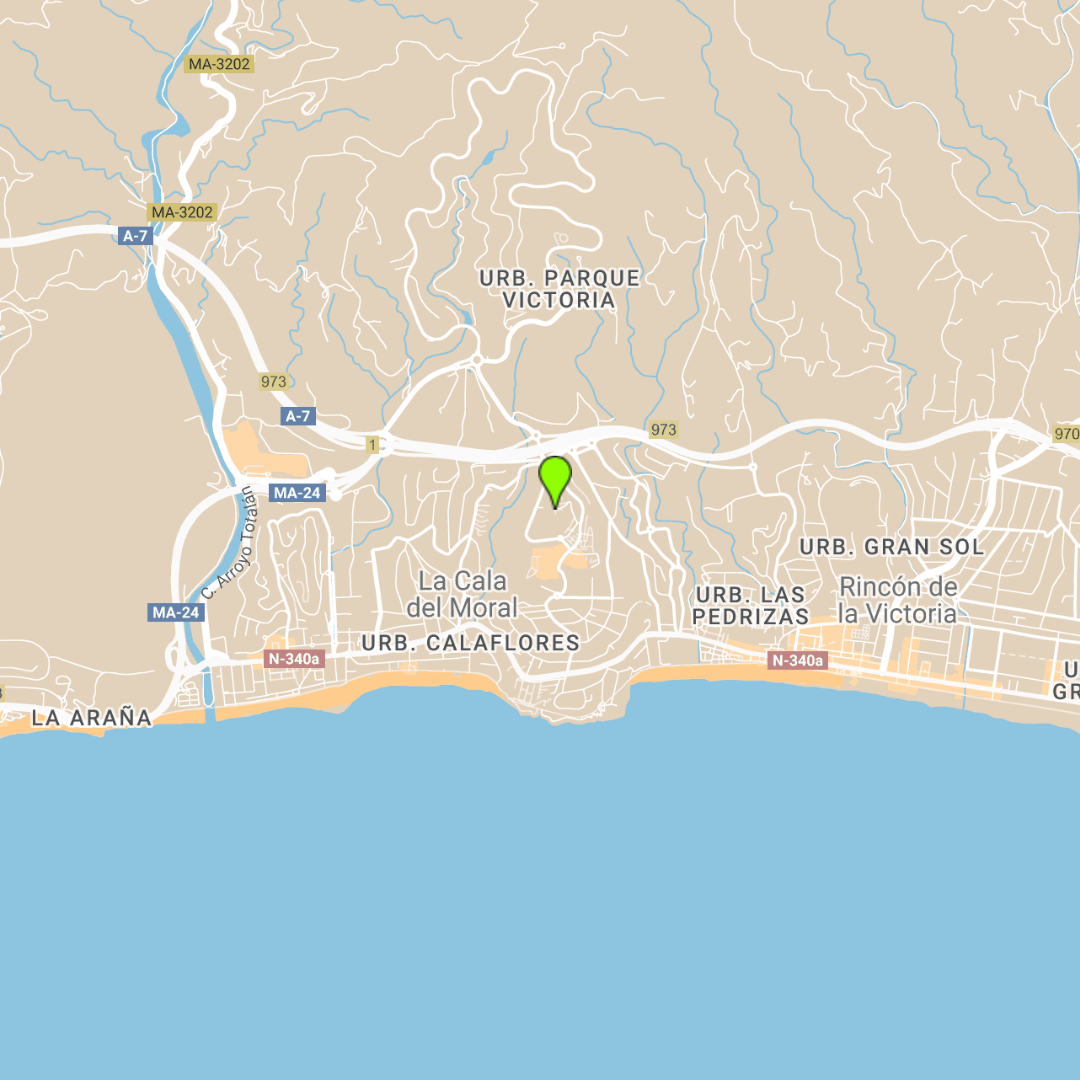 MA-3202
MA-3202
A-7
URB. PARQUE
VICTORIA
973
A-7
973
970
1
MA-24
C. Arroyo Totalán
URB. GRAN SOL
La Cala
del Moral
Rincón de
la Victoria
URB. LAS
PEDRIZAS
MA-24
URB. CALAFLORES
N-340a
N-340a
U
GR
LA ARAÑA